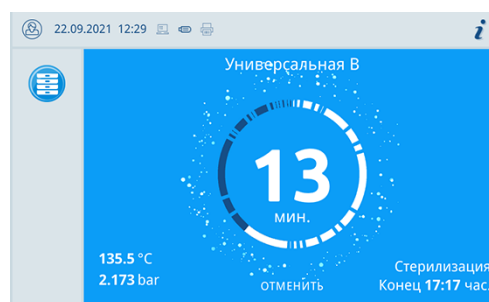 22.09.2021 12:29
i
Универсальная В
13
мин.
135.5 °C
2.173 bar
Стерилизация
ОТМЕНИТЬ
Конец 17:17 час.